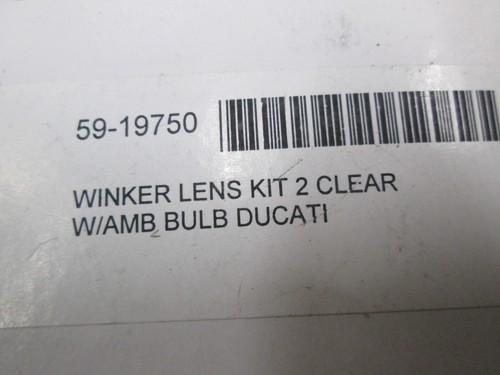 59-19750
WINKER LENS KIT 2 CLEAR
W/AMB BULB DUCATI